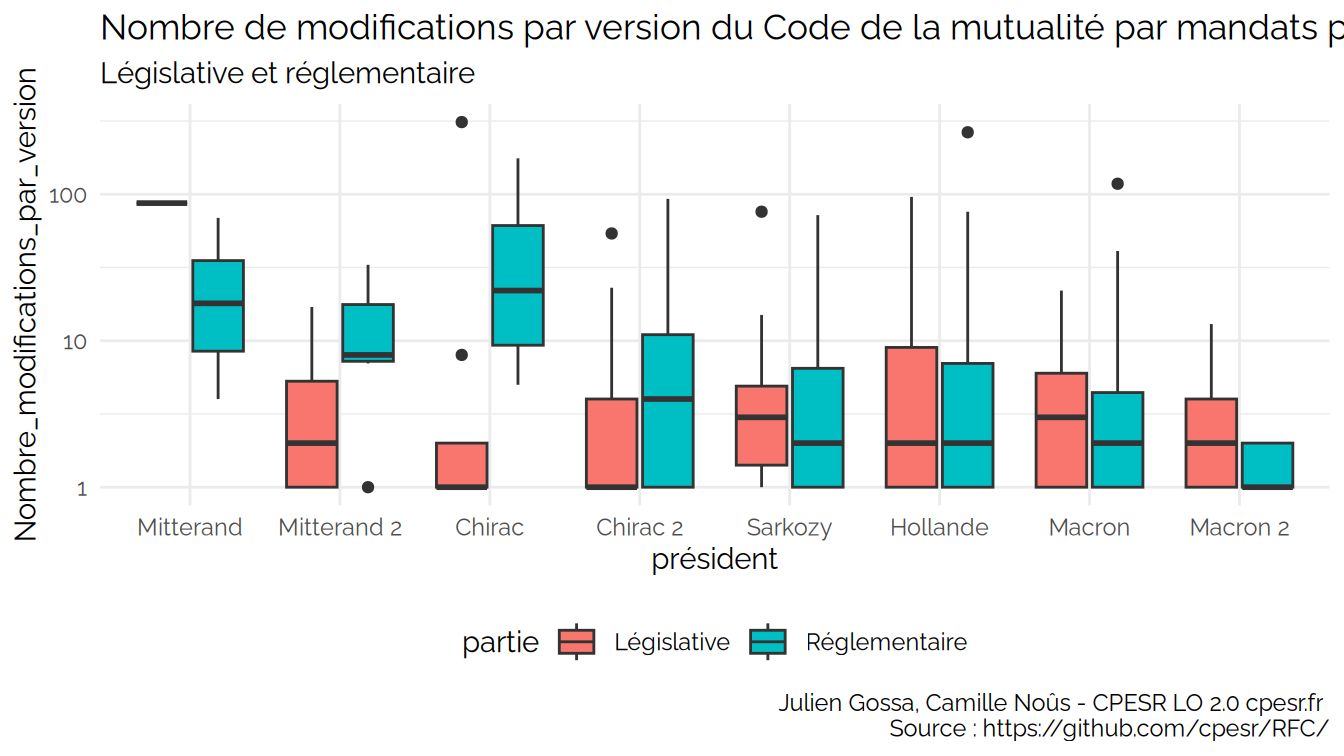 Nombre de modifications par version du Code de la mutualité par mandats p
Législative et réglementaire
Nombre_modifications_par_version
100
10
1
Mitterand Mitterand 2 Chirac Chirac 2 Sarkozy Hollande Macron Macron 2
président
partie Législative Réglementaire
Julien Gossa, Camille Noûs - CPESR LO 2.0 cpesr.fr
Source : https://github.com/cpesr/RFC/